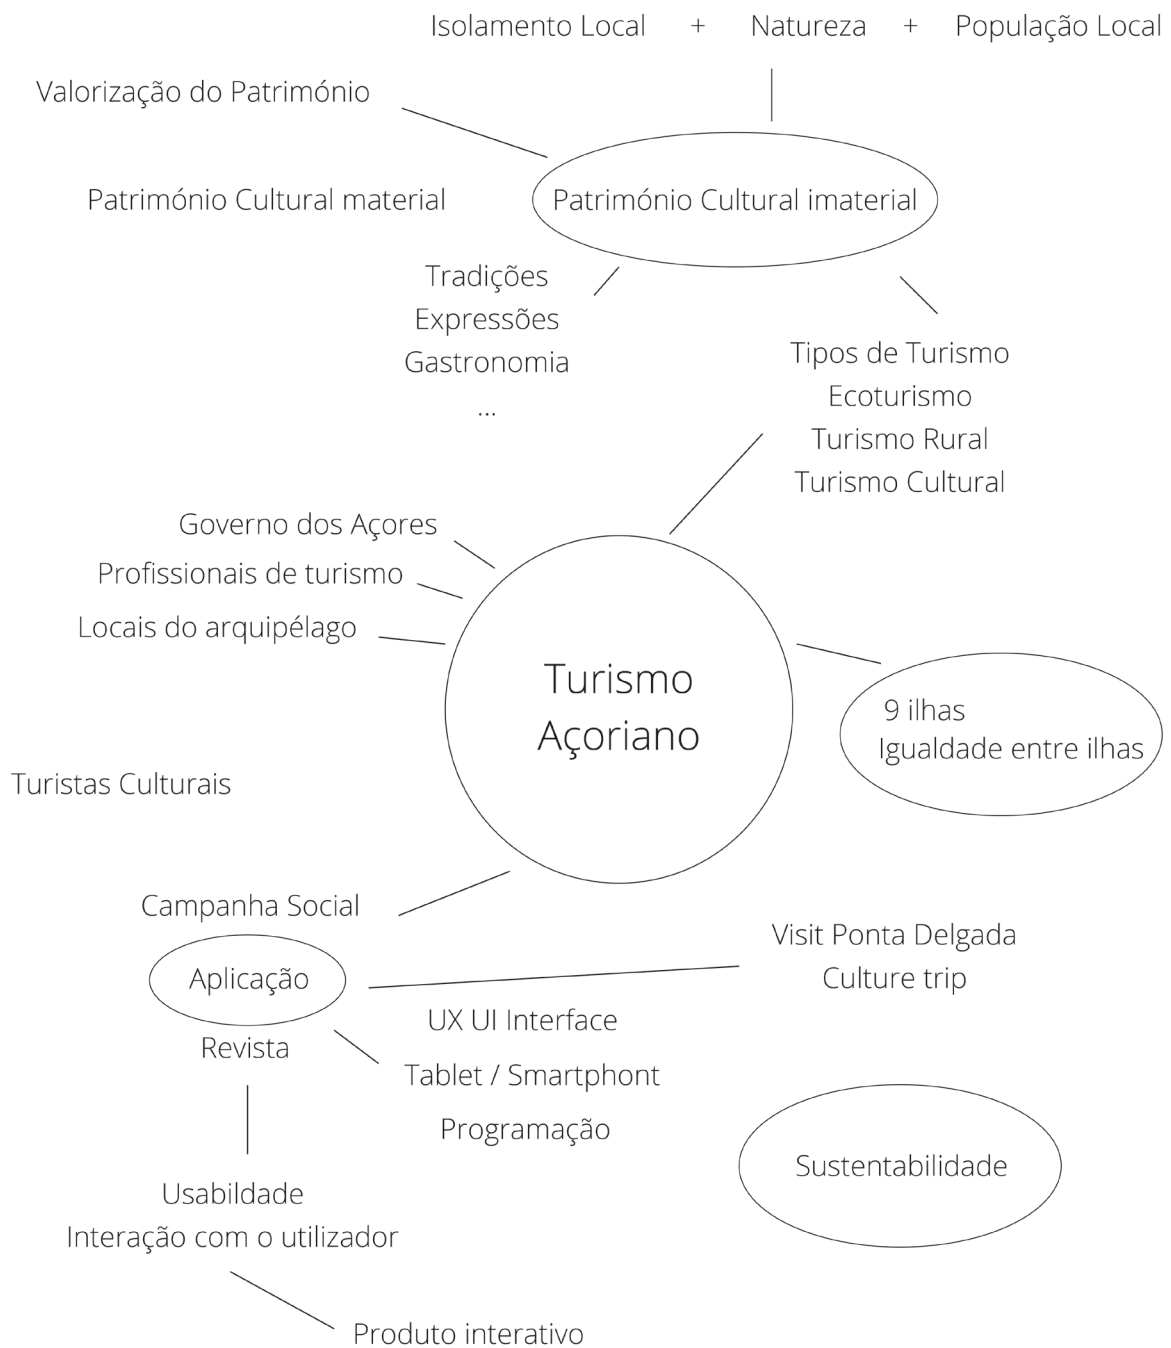 Isolamento Local + Natureza + População Local
Valorização do Património
Património Cultural material
Património Cultural imaterial
Tradições
Expressões
Gastronomia
...
Tipos de Turismo
Ecoturismo
Turismo Rural
Turismo Cultural
Governo dos Açores
Profissionais de turismo
Locais do arquipélago
Turismo
Açoriano
9 ilhas
Igualdade entre ilhas
Turistas Culturais
Campanha Social
Aplicação
Revista
Visit Ponta Delgada
Culture trip
UX UI Interface
Tablet / Smartphont
Programação
Sustentabilidade
Usabildade
Interação com o utilizador
Produto interativo